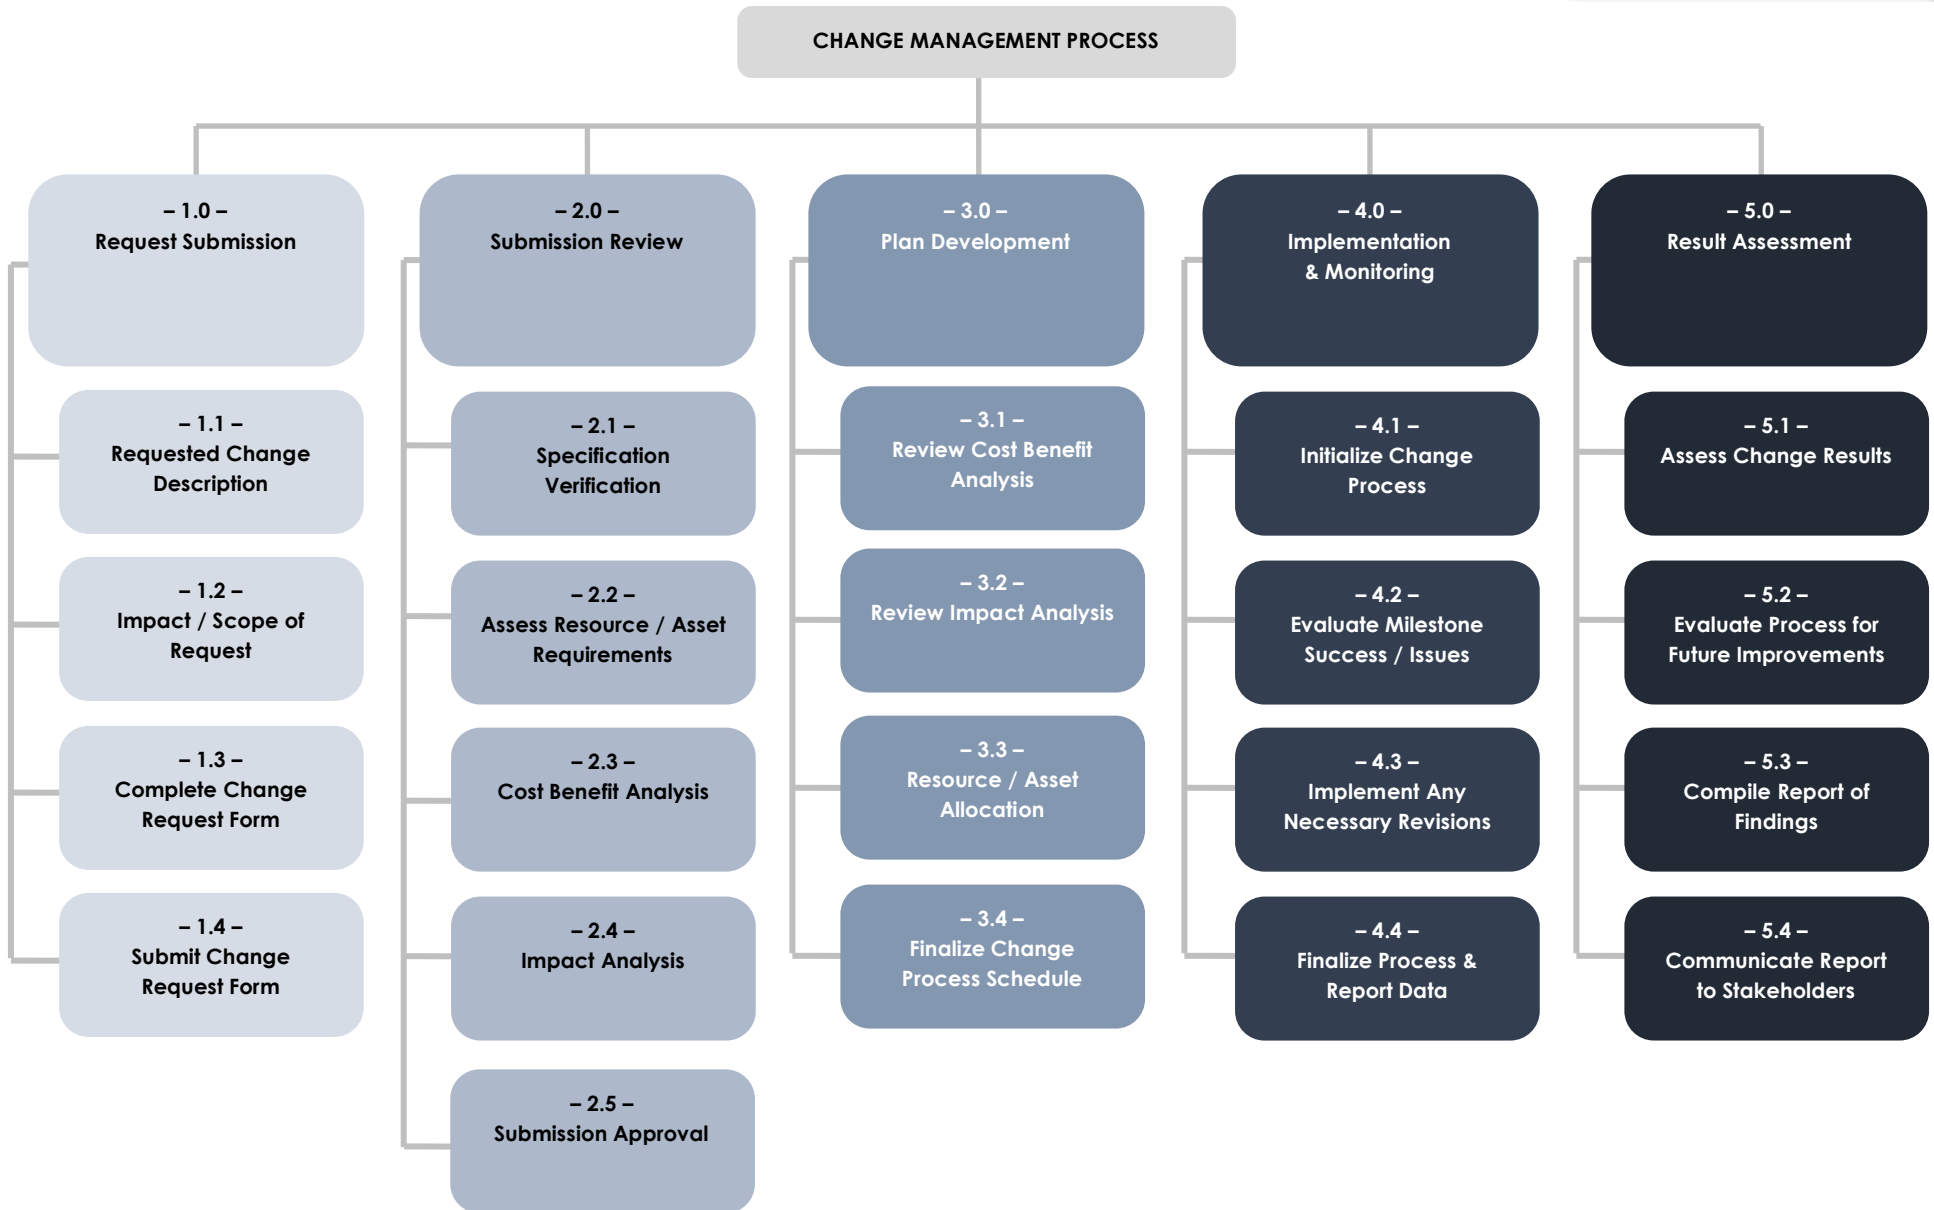 CHANGE MANAGEMENT PROCESS
– 1.0 –
Request Submission
– 1.1 –
Requested Change
Description
– 1.2 –
Impact / Scope of
Request
– 1.3 –
Complete Change
Request Form
– 1.4 –
Submit Change
Request Form
– 2.0 –
Submission Review
– 2.1 –
Specification
Verification
– 2.2 –
Assess Resource / Asset
Requirements
– 2.3 –
Cost Benefit Analysis
– 2.4 –
Impact Analysis
– 2.5 –
Submission Approval
– 3.0 –
Plan Development
– 3.1 –
Review Cost Benefit
Analysis
– 3.2 –
Review Impact Analysis
– 3.3 –
Resource / Asset
Allocation
– 3.4 –
Finalize Change
Process Schedule
– 4.0 –
Implementation
& Monitoring
– 4.1 –
Initialize Change
Process
– 4.2 –
Evaluate Milestone
Success / Issues
– 4.3 –
Implement Any
Necessary Revisions
– 4.4 –
Finalize Process &
Report Data
– 5.0 –
Result Assessment
– 5.1 –
Assess Change Results
– 5.2 –
Evaluate Process for
Future Improvements
– 5.3 –
Compile Report of
Findings
– 5.4 –
Communicate Report
to Stakeholders